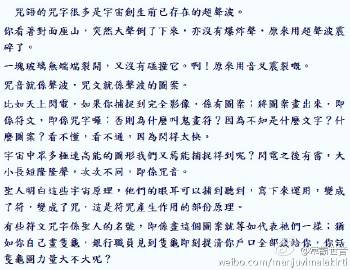 咒語的咒字很多是宇宙創生前已存在的超聲波。
你看著對面座山，突然大聲倒了下來，亦沒有爆炸聲，原來用超聲波震
碎了。
一塊玻璃無端端裂開，又沒有碰撞它。啊！原來用音叉震裂嘅。
咒音就係聲波，咒文就係聲波的圖案。
比如天上閃電，如果你捕捉到完全影像，係有圖案；將圖案畫出來，即
係符文，即係咒字囉；否則為什麼叫鬼畫符？因為不知是什麼文字？什
麼圖案？看不懂，看不通，因為閃得太快。
宇宙中眾多種速高能的圖形我們又焉能捕捉得到呢？閃電之後有雷，大
小長短隆隆聲，次次不同，即係咒音。
聖人明白這些宇宙原理，他們的眼耳可以捕到聽到，寫下來運用，變成
了符，變成了咒，這是符咒產生作用的部份原理。
有些符文咒字係聖人的名號，即係畫這個圖案就等如代表祂們一樣；猶
如你自己畫隻龜，銀行職員見到隻龜即刻提清你戶口全部錢給你，你話
隻龜圖力量大不大呢？
weibo.com/manjuvimalakirti